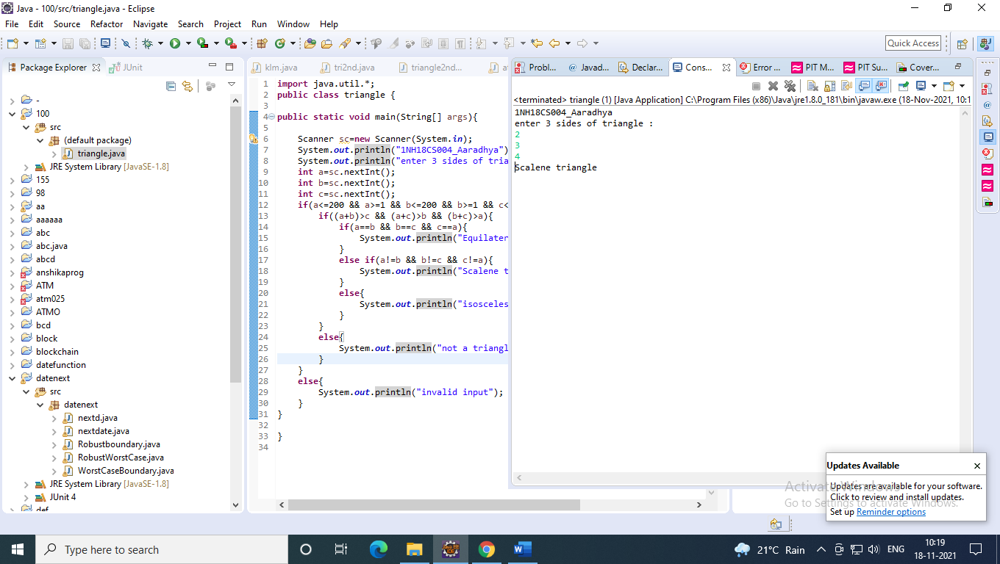 Java - 100/src/triangle.java - Eclipse
File Edit Source Refactor Navigate Search Project Run Window Help
Quick Access
Package Explorer JUnit
-
100
src
(default package)
triangle.java
JRE System Library [JavaSE-1.8]
155
98
aa
aaaaaa
abc
abc.java
abcd
anshikaprog
ATM
atm025
ATMO
bcd
block
blockchain
datefunction
datenext
src
datenext
nextd.java
nextdate.java
Robustboundary.java
RobustWorstCase.java
WorstCaseBoundary.java
JRE System Library [JavaSE-1.8]
JUnit 4
def
klm.java tri2nd.java triangle2nd...
1 import java.util.*;
2 public class triangle {
3
4 public static void main(String[] args){
5
6 Scanner sc=new Scanner(System.in);
7 System.out.println("1NH18CS004_Aaradhya")
8 System.out.println("enter 3 sides of tria
9 int a=sc.nextInt();
10 int b=sc.nextInt();
11 int c=sc.nextInt();
12 if(a<=200 && a>=1 && b<=200 && b>=1 && c<
13 if((a+b)>c && (a+c)>b && (b+c)>a){
14 if(a==b && b==c && c==a){
15 System.out.println("Equilater
16 }
17 else if(a!=b && b!=c && c!=a){
18 System.out.println("Scalene t
19 }
20 else{
21 System.out.println("isosceles
22 }
23 }
24 else{
25 System.out.println("not a triangl
26 }
27 }
28 else{
29 System.out.println("invalid input");
30 }
31 }
32
33 }
34
Probl... @ Javad... Declar... Cons... Error ... PIT M... PIT Su... Cover...
<terminated> triangle (1) [Java Application] C:\Program Files (x86)\Java\jre1.8.0_181\bin\javaw.exe (18-Nov-2021, 10:1
1NH18CS004_Aaradhya
enter 3 sides of triangle :
2
3
4
Scalene triangle
Updates Available
Updates are available for your software.
Click to review and install updates.
Set up Reminder options
Activate Windows
Go to Settings to activate Windows.
Type here to search
21°C Rain
ENG
10:19
18-11-2021